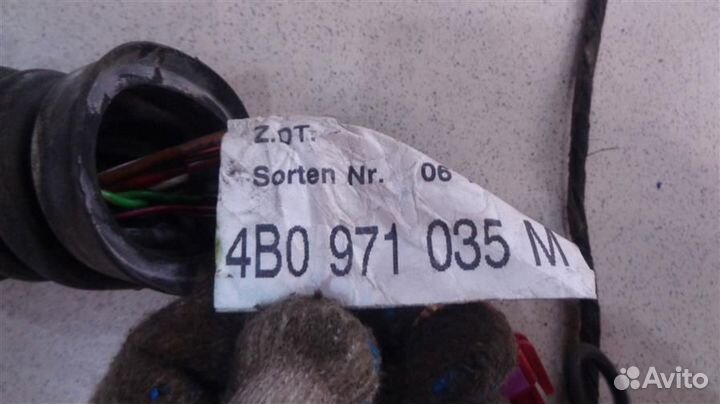 Z.DT.
Sorten Nr. 06
4B0 971 035 M
Avito